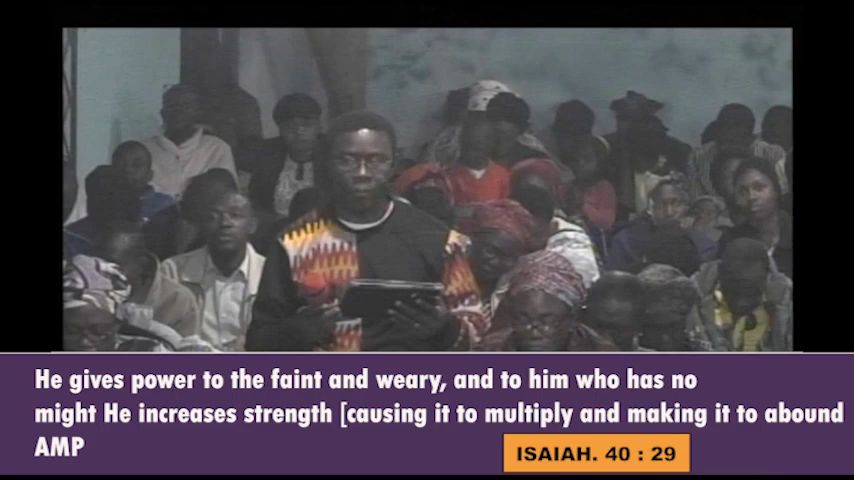 He gives power to the faint and weary, and to him who has no
might He increases strength [causing it to multiply and making it to abound
AMP
ISAIAH. 40 : 29